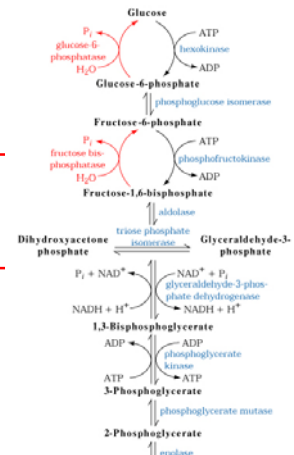 Glucose
Pi
ATP
glucose-6-
phosphatase
hexokinase
H2O
ADP
Glucose-6-phosphate
phosphoglucose isomerase
Fructose-6-phosphate
Pi
ATP
fructose bis-
phosphatase
phosphofructokinase
H2O
ADP
Fructose-1,6-bisphosphate
aldolase
triose phosphate
isomerase
Dihydroxyacetone
phosphate
Glyceraldehyde-3-
phosphate
Pi + NAD+
NAD+ + Pi
glyceraldehyde-3-phos-
phate dehydrogenase
NADH + H+
NADH + H+
1,3-Bisphosphoglycerate
ADP
ADP
phosphoglycerate
kinase
ATP
ATP
3-Phosphoglycerate
phosphoglycerate mutase
2-Phosphoglycerate
enolase